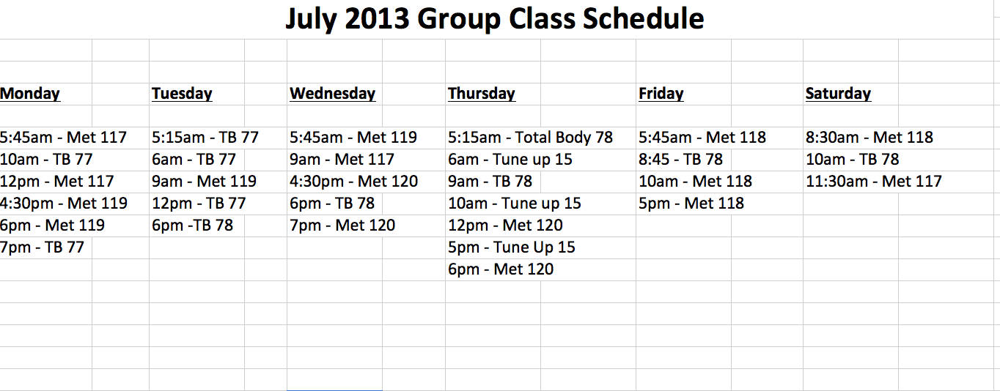 July 2013 Group Class Schedule
Monday Tuesday Wednesday Thursday Friday Saturday
5:45am - Met 117 5:15am - TB 77 5:45am - Met 119 5:15am - Total Body 78 5:45am - Met 118 8:30am - Met 118
10am - TB 77 6am - TB 77 9am - Met 117 6am - Tune up 15 8:45 - TB 78 10am - TB 78
12pm - Met 117 9am - Met 119 4:30pm - Met 120 9am - TB 78 10am - Met 118 11:30am - Met 117
4:30pm - Met 119 12pm - TB 77 6pm - TB 78 10am - Tune up 15 5pm - Met 118
6pm - Met 119 6pm -TB 78 7pm - Met 120 12pm - Met 120
7pm - TB 77 5pm - Tune Up 15
6pm - Met 120